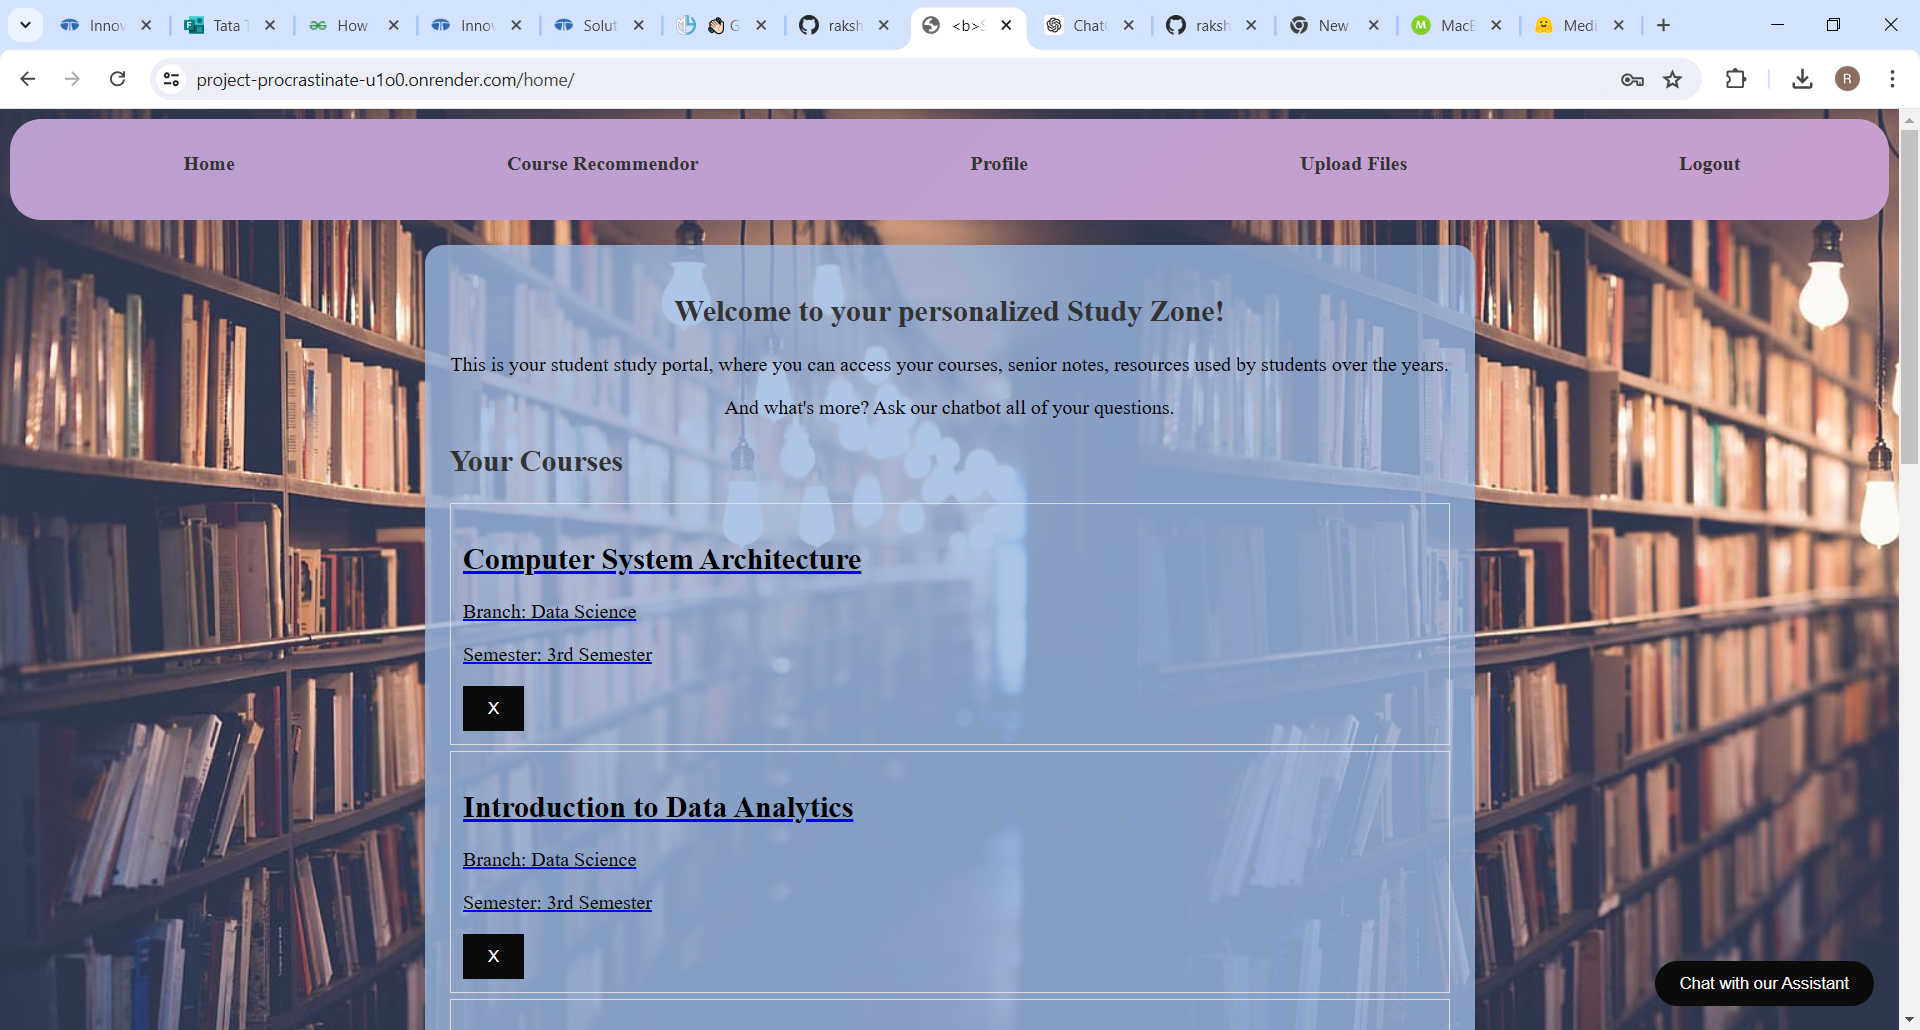 Innov
Tata T
How
Innov
Solut
G
raksh
<b>S
Chat
raksh
New
M
MacB
Medi
project-procrastinate-u1o0.onrender.com/home/
R
Home
Course Recommendor
Profile
Upload Files
Logout
Welcome to your personalized Study Zone!
This is your student study portal, where you can access your courses, senior notes, resources used by students over the years.
And what's more? Ask our chatbot all of your questions.
Your Courses
Computer System Architecture
Branch: Data Science
Semester: 3rd Semester
X
Introduction to Data Analytics
Branch: Data Science
Semester: 3rd Semester
X
Chat with our Assistant